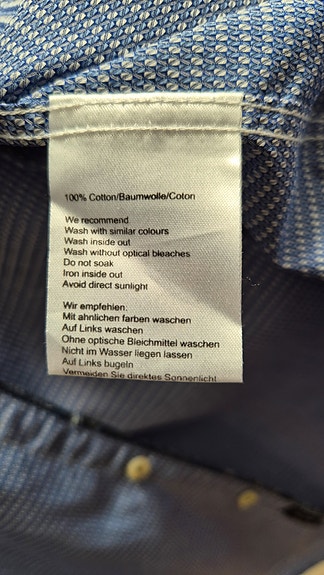 100% Cotton/Baumwolle/Coton
We recommend
Wash with similar colours
Wash inside out
Wash without optical bleaches
Do not soak
Iron inside out
Avoid direct sunlight
Wir empfehlen:
Mit ahnlichen farben waschen
Auf Links waschen
Ohne optische Bleichmittel waschen
Nicht im Wasser liegen lassen
Auf Links bugeln
Vermeiden Sie direktes Sonnenlicht